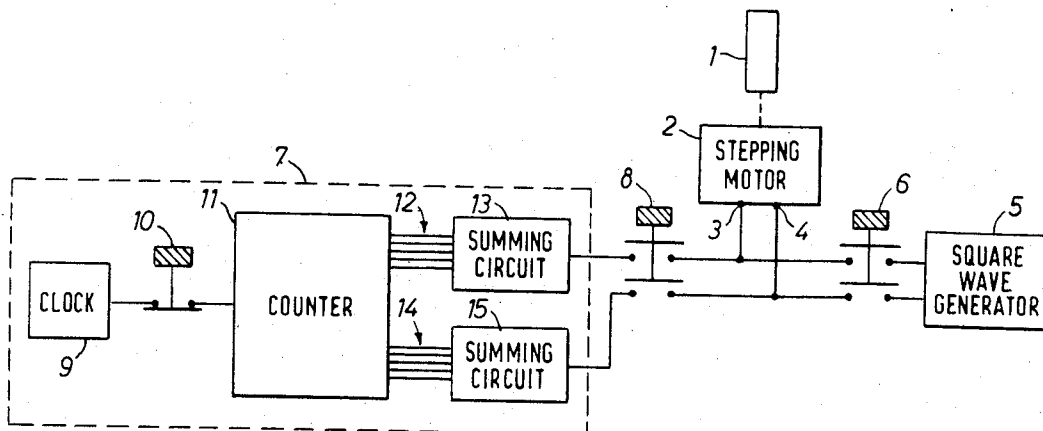 1
2
STEPPING
MOTOR
3
4
5
SQUARE
WAVE
GENERATOR
6
7
8
9
CLOCK
10
11
COUNTER
12
13
SUMMING
CIRCUIT
14
15
SUMMING
CIRCUIT